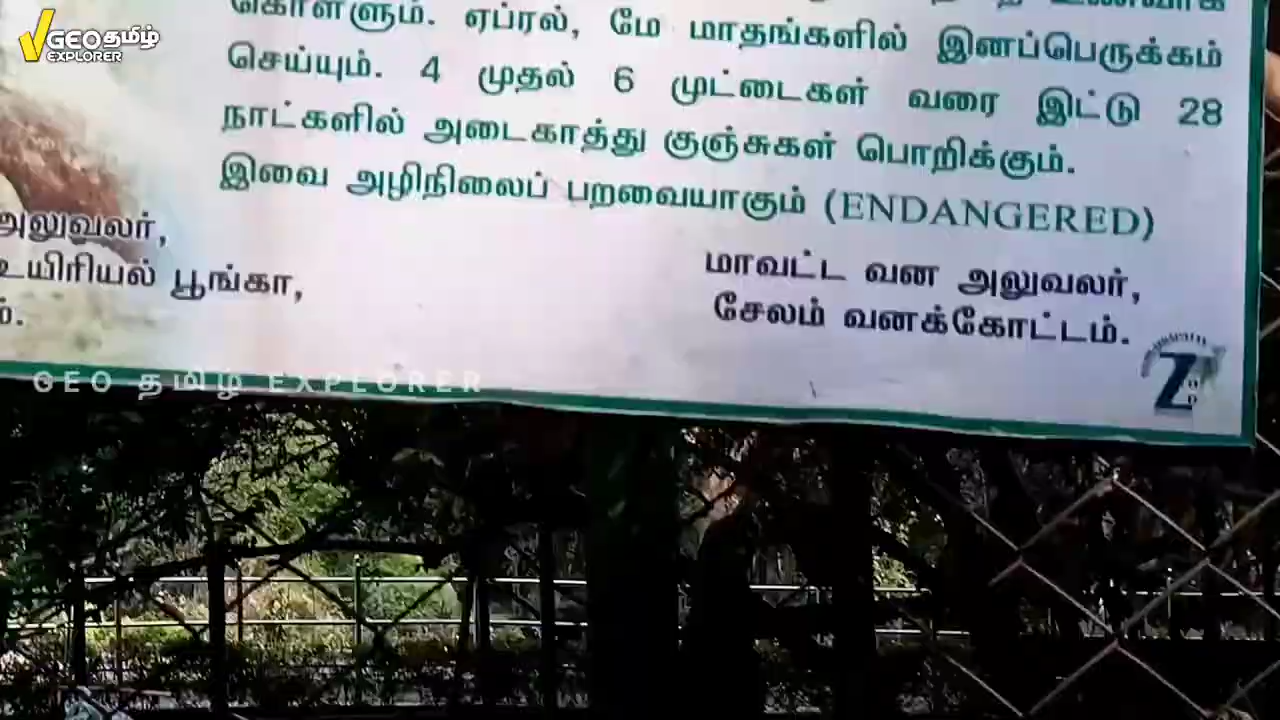 GEO தமிழ்
EXPLORER
கொள்ளும். ஏப்ரல், மே மாதங்களில் இனப்பெருக்கம்
செய்யும். 4 முதல் 6 முட்டைகள் வரை இட்டு 28
நாட்களில் அடைகாத்து குஞ்சுகள் பொறிக்கும்.
இவை அழிநிலைப் பறவையாகும் (ENDANGERED)
அலுவலர்,
உயிரியல் பூங்கா,
மாவட்ட வன அலுவலர்,
சேலம் வனக்கோட்டம்.
GEO தமிழ் EXPLORER